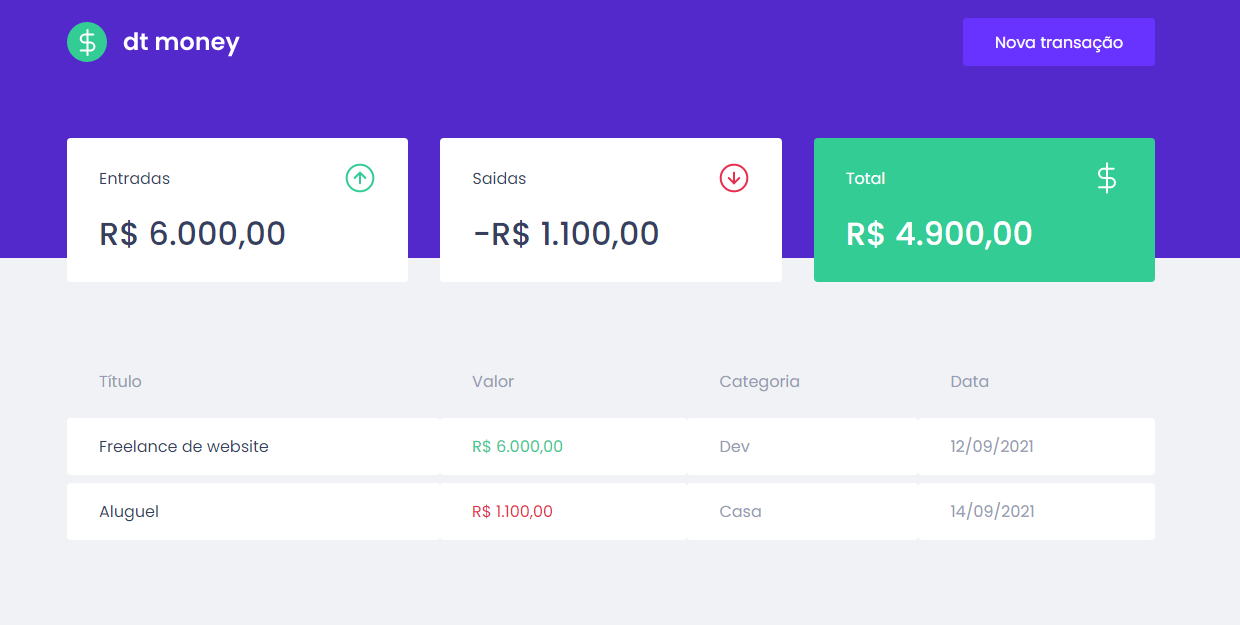 dt money
Nova transação
Entradas
R$ 6.000,00
Saidas
-R$ 1.100,00
Total
$
R$ 4.900,00
Título Valor Categoria Data
Freelance de website R$ 6.000,00 Dev 12/09/2021
Aluguel R$ 1.100,00 Casa 14/09/2021